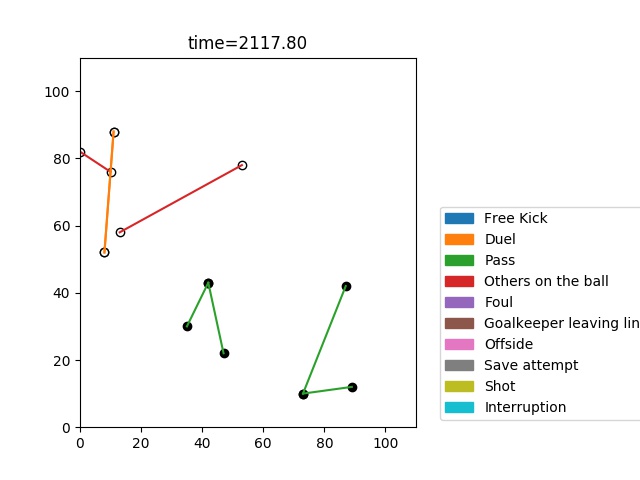 time=2117.80
100
80
60
40
20
0
0 20 40 60 80 100
Free Kick
Duel
Pass
Others on the ball
Foul
Goalkeeper leaving lin
Offside
Save attempt
Shot
Interruption